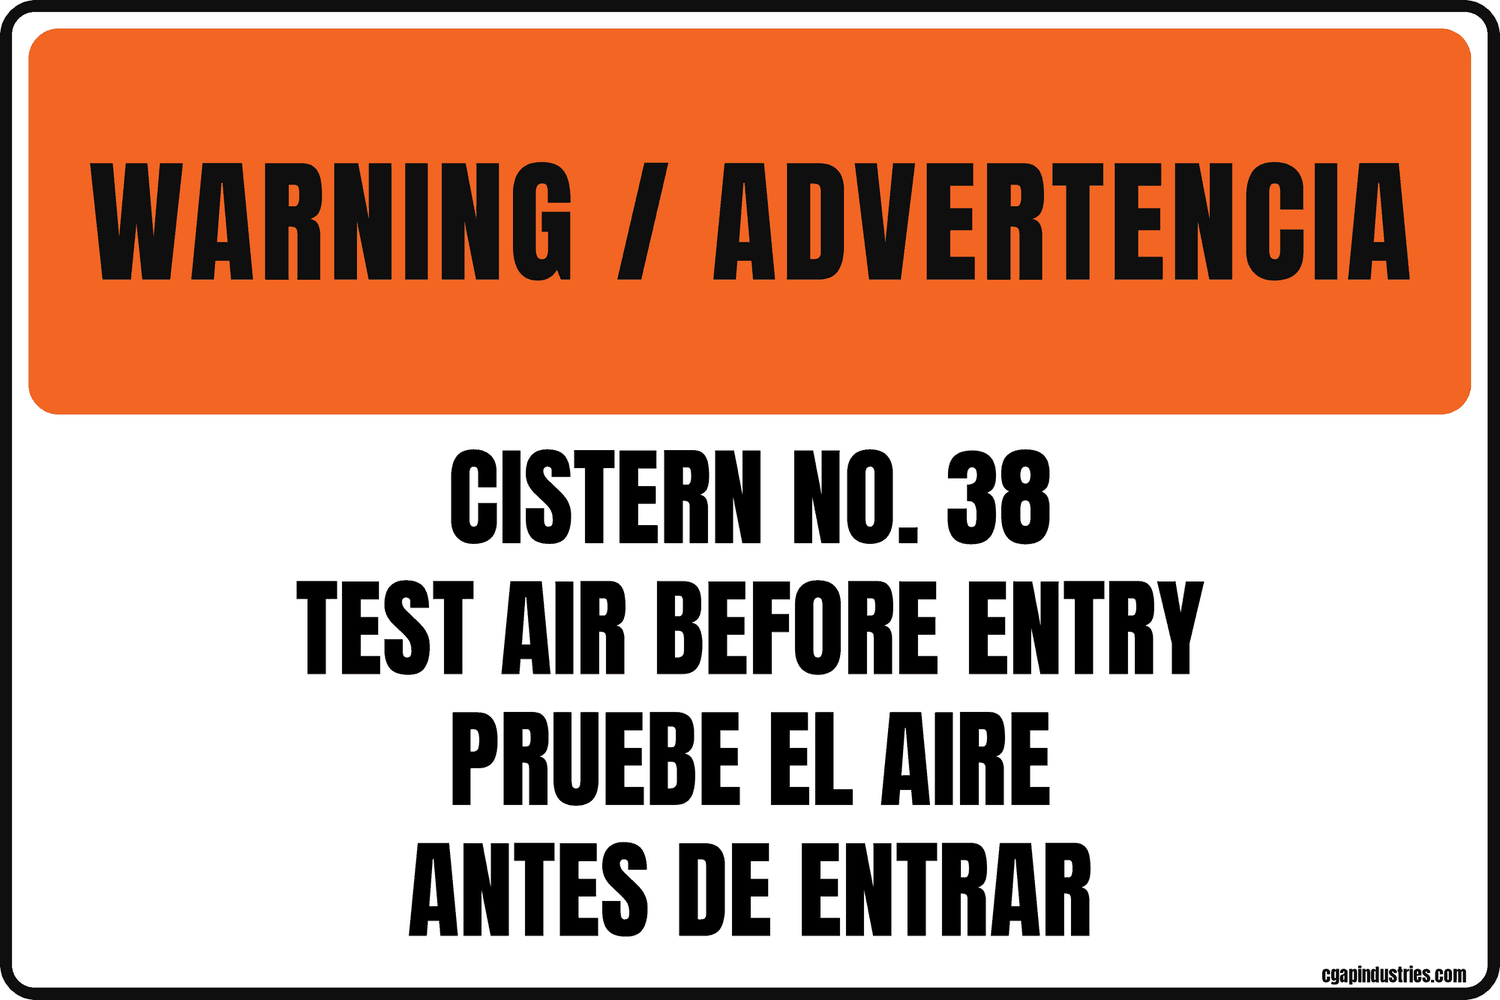 WARNING / ADVERTENCIA
CISTERN NO. 38
TEST AIR BEFORE ENTRY
PRUEBE EL AIRE
ANTES DE ENTRAR
cgapindustries.com